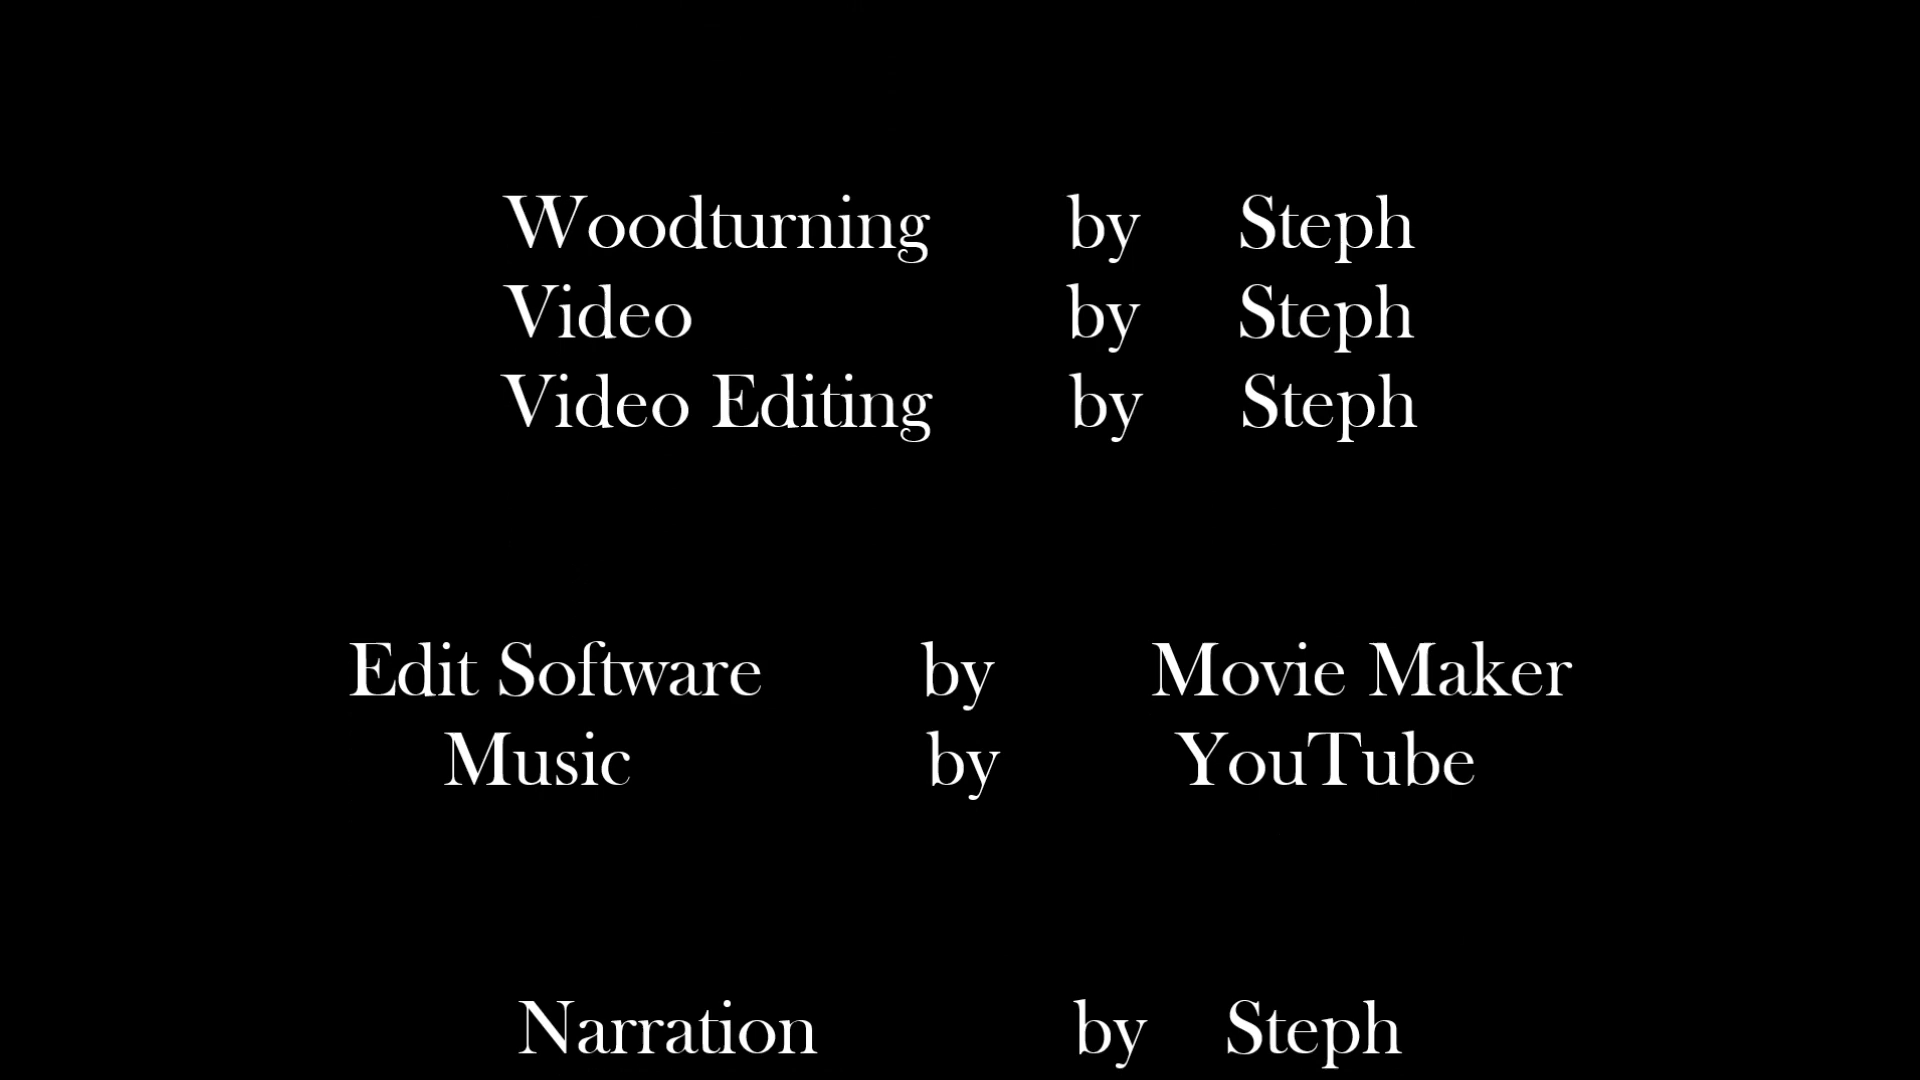 Woodturning by Steph
Video by Steph
Video Editing by Steph
Edit Software by Movie Maker
Music by YouTube
Narration by Steph